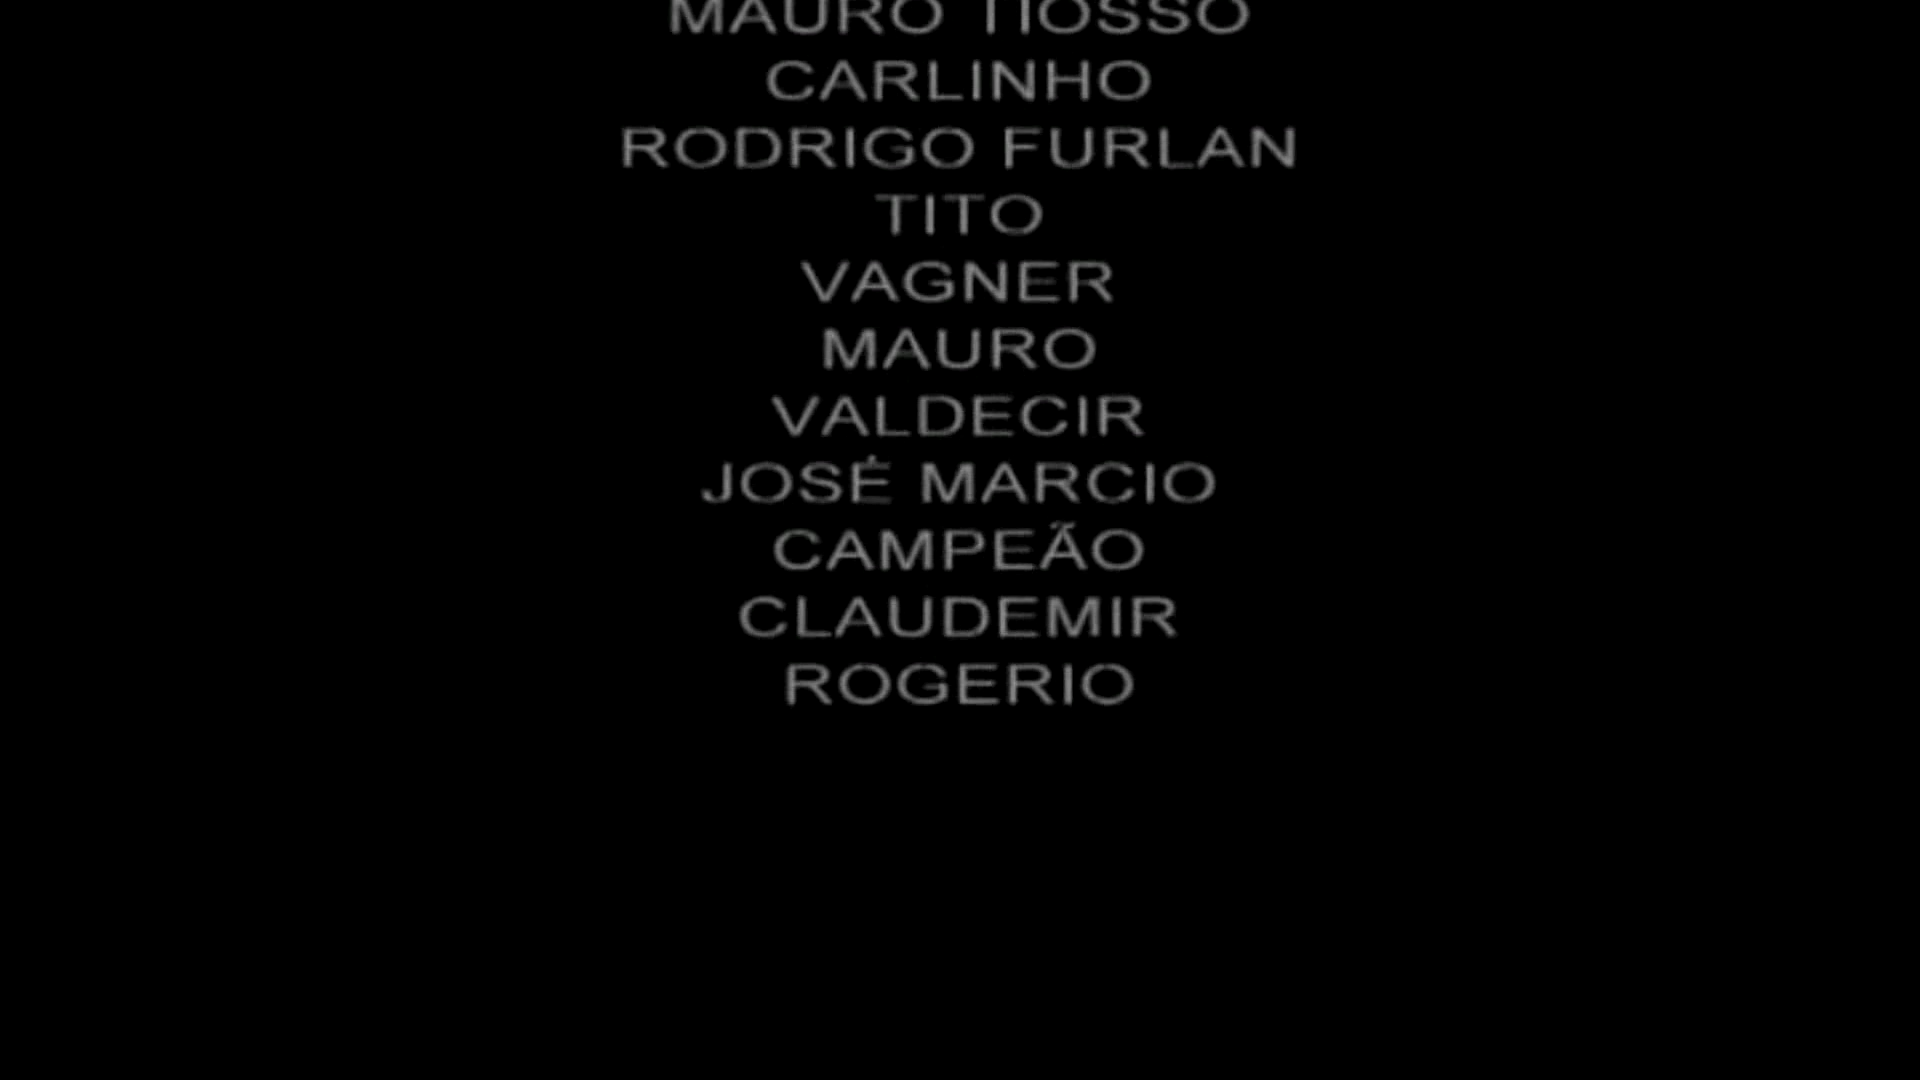 MAURO TIOSSO
CARLINHO
RODRIGO FURLAN
TITO
VAGNER
MAURO
VALDECIR
JOSÉ MARCIO
CAMPEÃO
CLAUDEMIR
ROGERIO